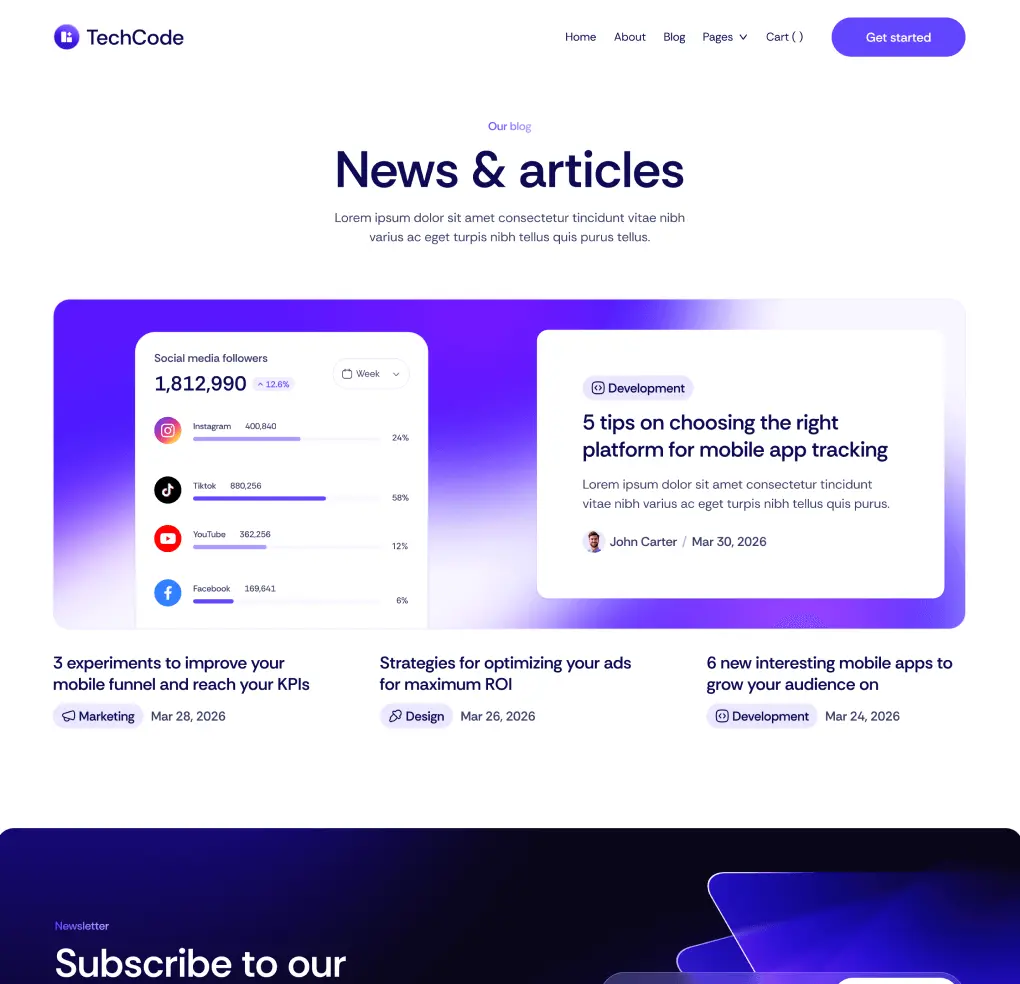 TechCode
Home About Blog Pages Cart ( ) Get started
Our blog
News & articles
Lorem ipsum dolor sit amet consectetur tincidunt vitae nibh
varius ac eget turpis nibh tellus quis purus tellus.
Social media followers
1,812,990 12.6%
Week
Instagram 400,840
24%
Tiktok 880,256
58%
YouTube 362,256
12%
Facebook 169,641
6%
Development
5 tips on choosing the right
platform for mobile app tracking
Lorem ipsum dolor sit amet consectetur tincidunt
vitae nibh varius ac eget turpis nibh tellus quis purus.
John Carter / Mar 30, 2026
3 experiments to improve your
mobile funnel and reach your KPIs
Marketing Mar 28, 2026
Strategies for optimizing your ads
for maximum ROI
Design Mar 26, 2026
6 new interesting mobile apps to
grow your audience on
Development Mar 24, 2026
Newsletter
Subscribe to our